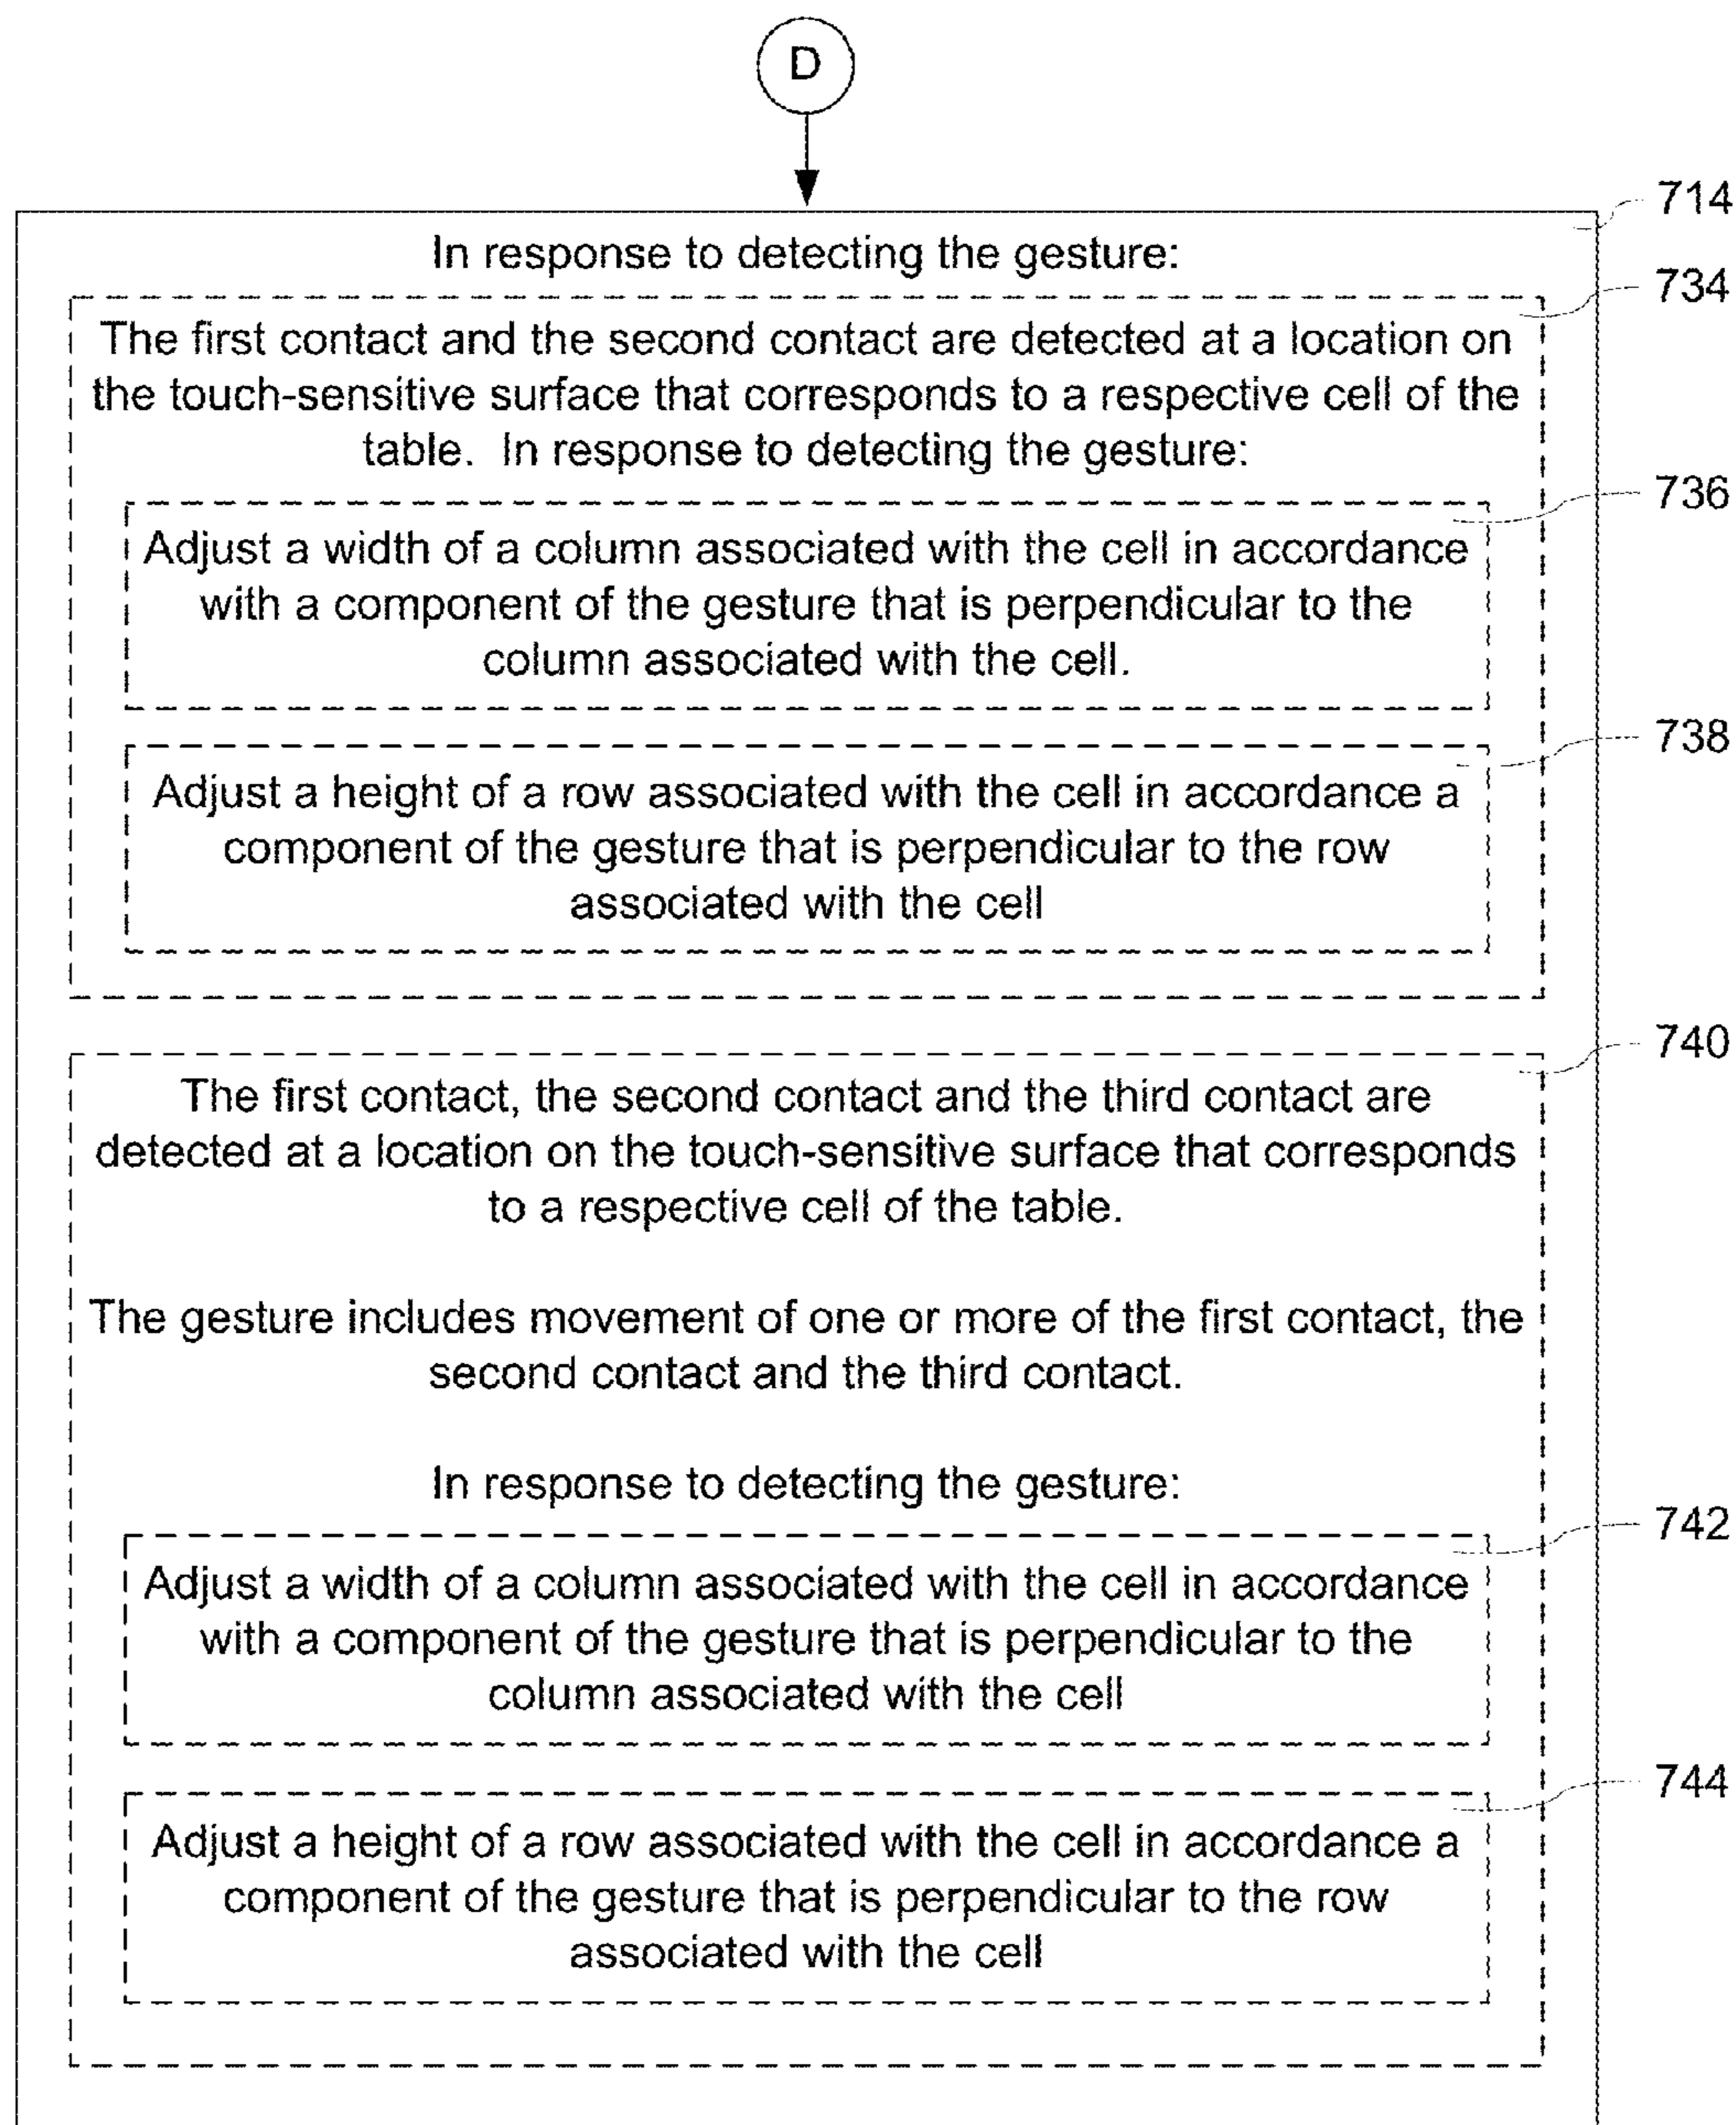 D
714
In response to detecting the gesture:
734
The first contact and the second contact are detected at a location on
the touch-sensitive surface that corresponds to a respective cell of the
table.  In response to detecting the gesture:
736
Adjust a width of a column associated with the cell in accordance
with a component of the gesture that is perpendicular to the
column associated with the cell.
738
Adjust a height of a row associated with the cell in accordance a
component of the gesture that is perpendicular to the row
associated with the cell
740
The first contact, the second contact and the third contact are
detected at a location on the touch-sensitive surface that corresponds
to a respective cell of the table.
The gesture includes movement of one or more of the first contact, the
second contact and the third contact.
In response to detecting the gesture:
742
Adjust a width of a column associated with the cell in accordance
with a component of the gesture that is perpendicular to the
column associated with the cell
744
Adjust a height of a row associated with the cell in accordance a
component of the gesture that is perpendicular to the row
associated with the cell